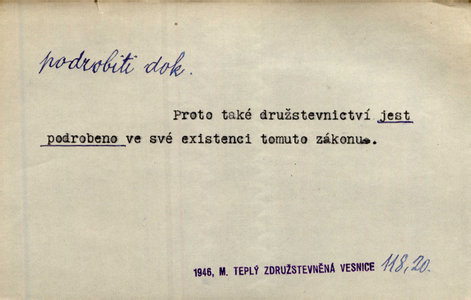 podrobiti dok.
Proto také družstevnictví jest
podrobeno ve své existenci tomuto zákonu.
1946, M. TEPLÝ ZDRUŽSTEVNĚNÁ VESNICE 118,20.